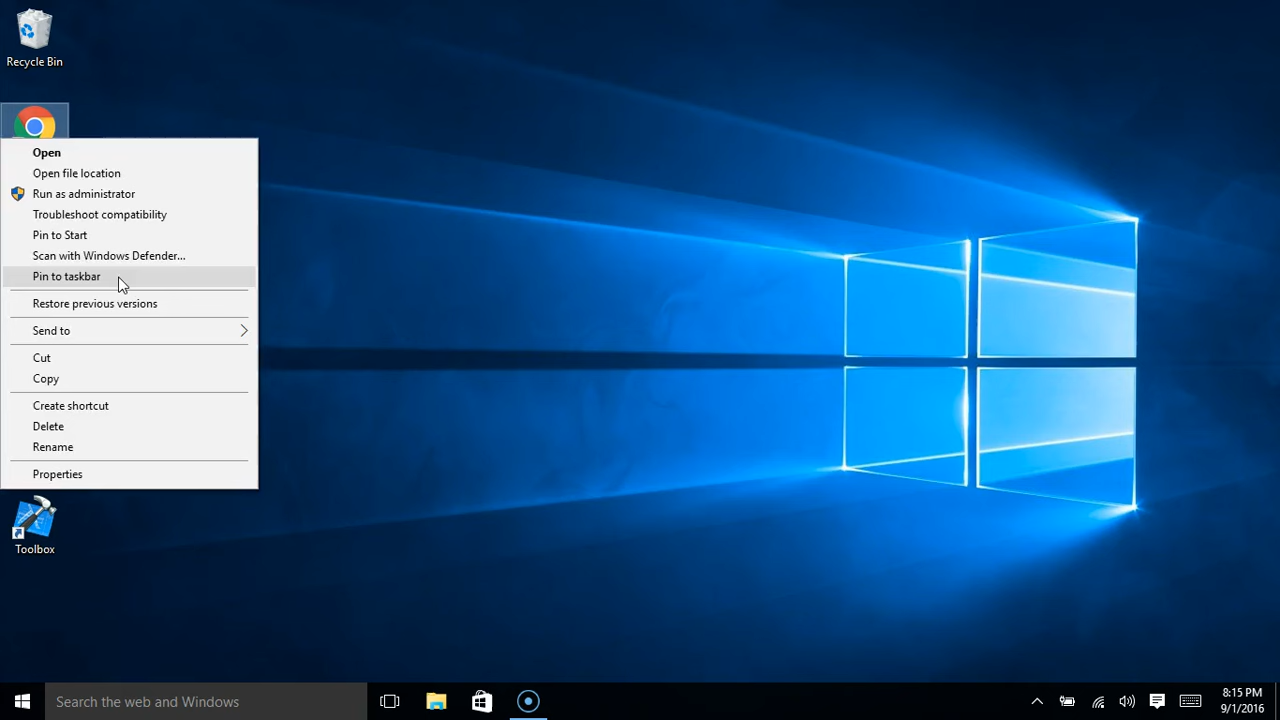 Recycle Bin
Open
Open file location
Run as administrator
Troubleshoot compatibility
Pin to Start
Scan with Windows Defender...
Pin to taskbar
Restore previous versions
Send to
Cut
Copy
Create shortcut
Delete
Rename
Properties
Toolbox
Search the web and Windows
8:15 PM
9/1/2016